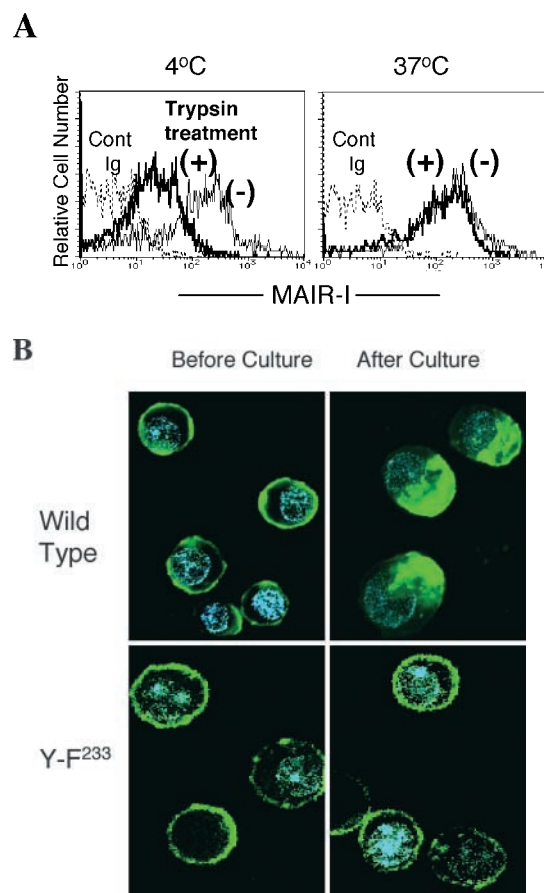 A
4°C 37°C
Relative Cell Number
Cont Ig
Trypsin treatment
(+)
(-)
10⁰ 10¹ 10² 10³ 10⁴
Cont Ig
(+)
(-)
10⁰ 10¹ 10² 10³
MAIR-I
B
Before Culture After Culture
Wild Type
Y-F²³³